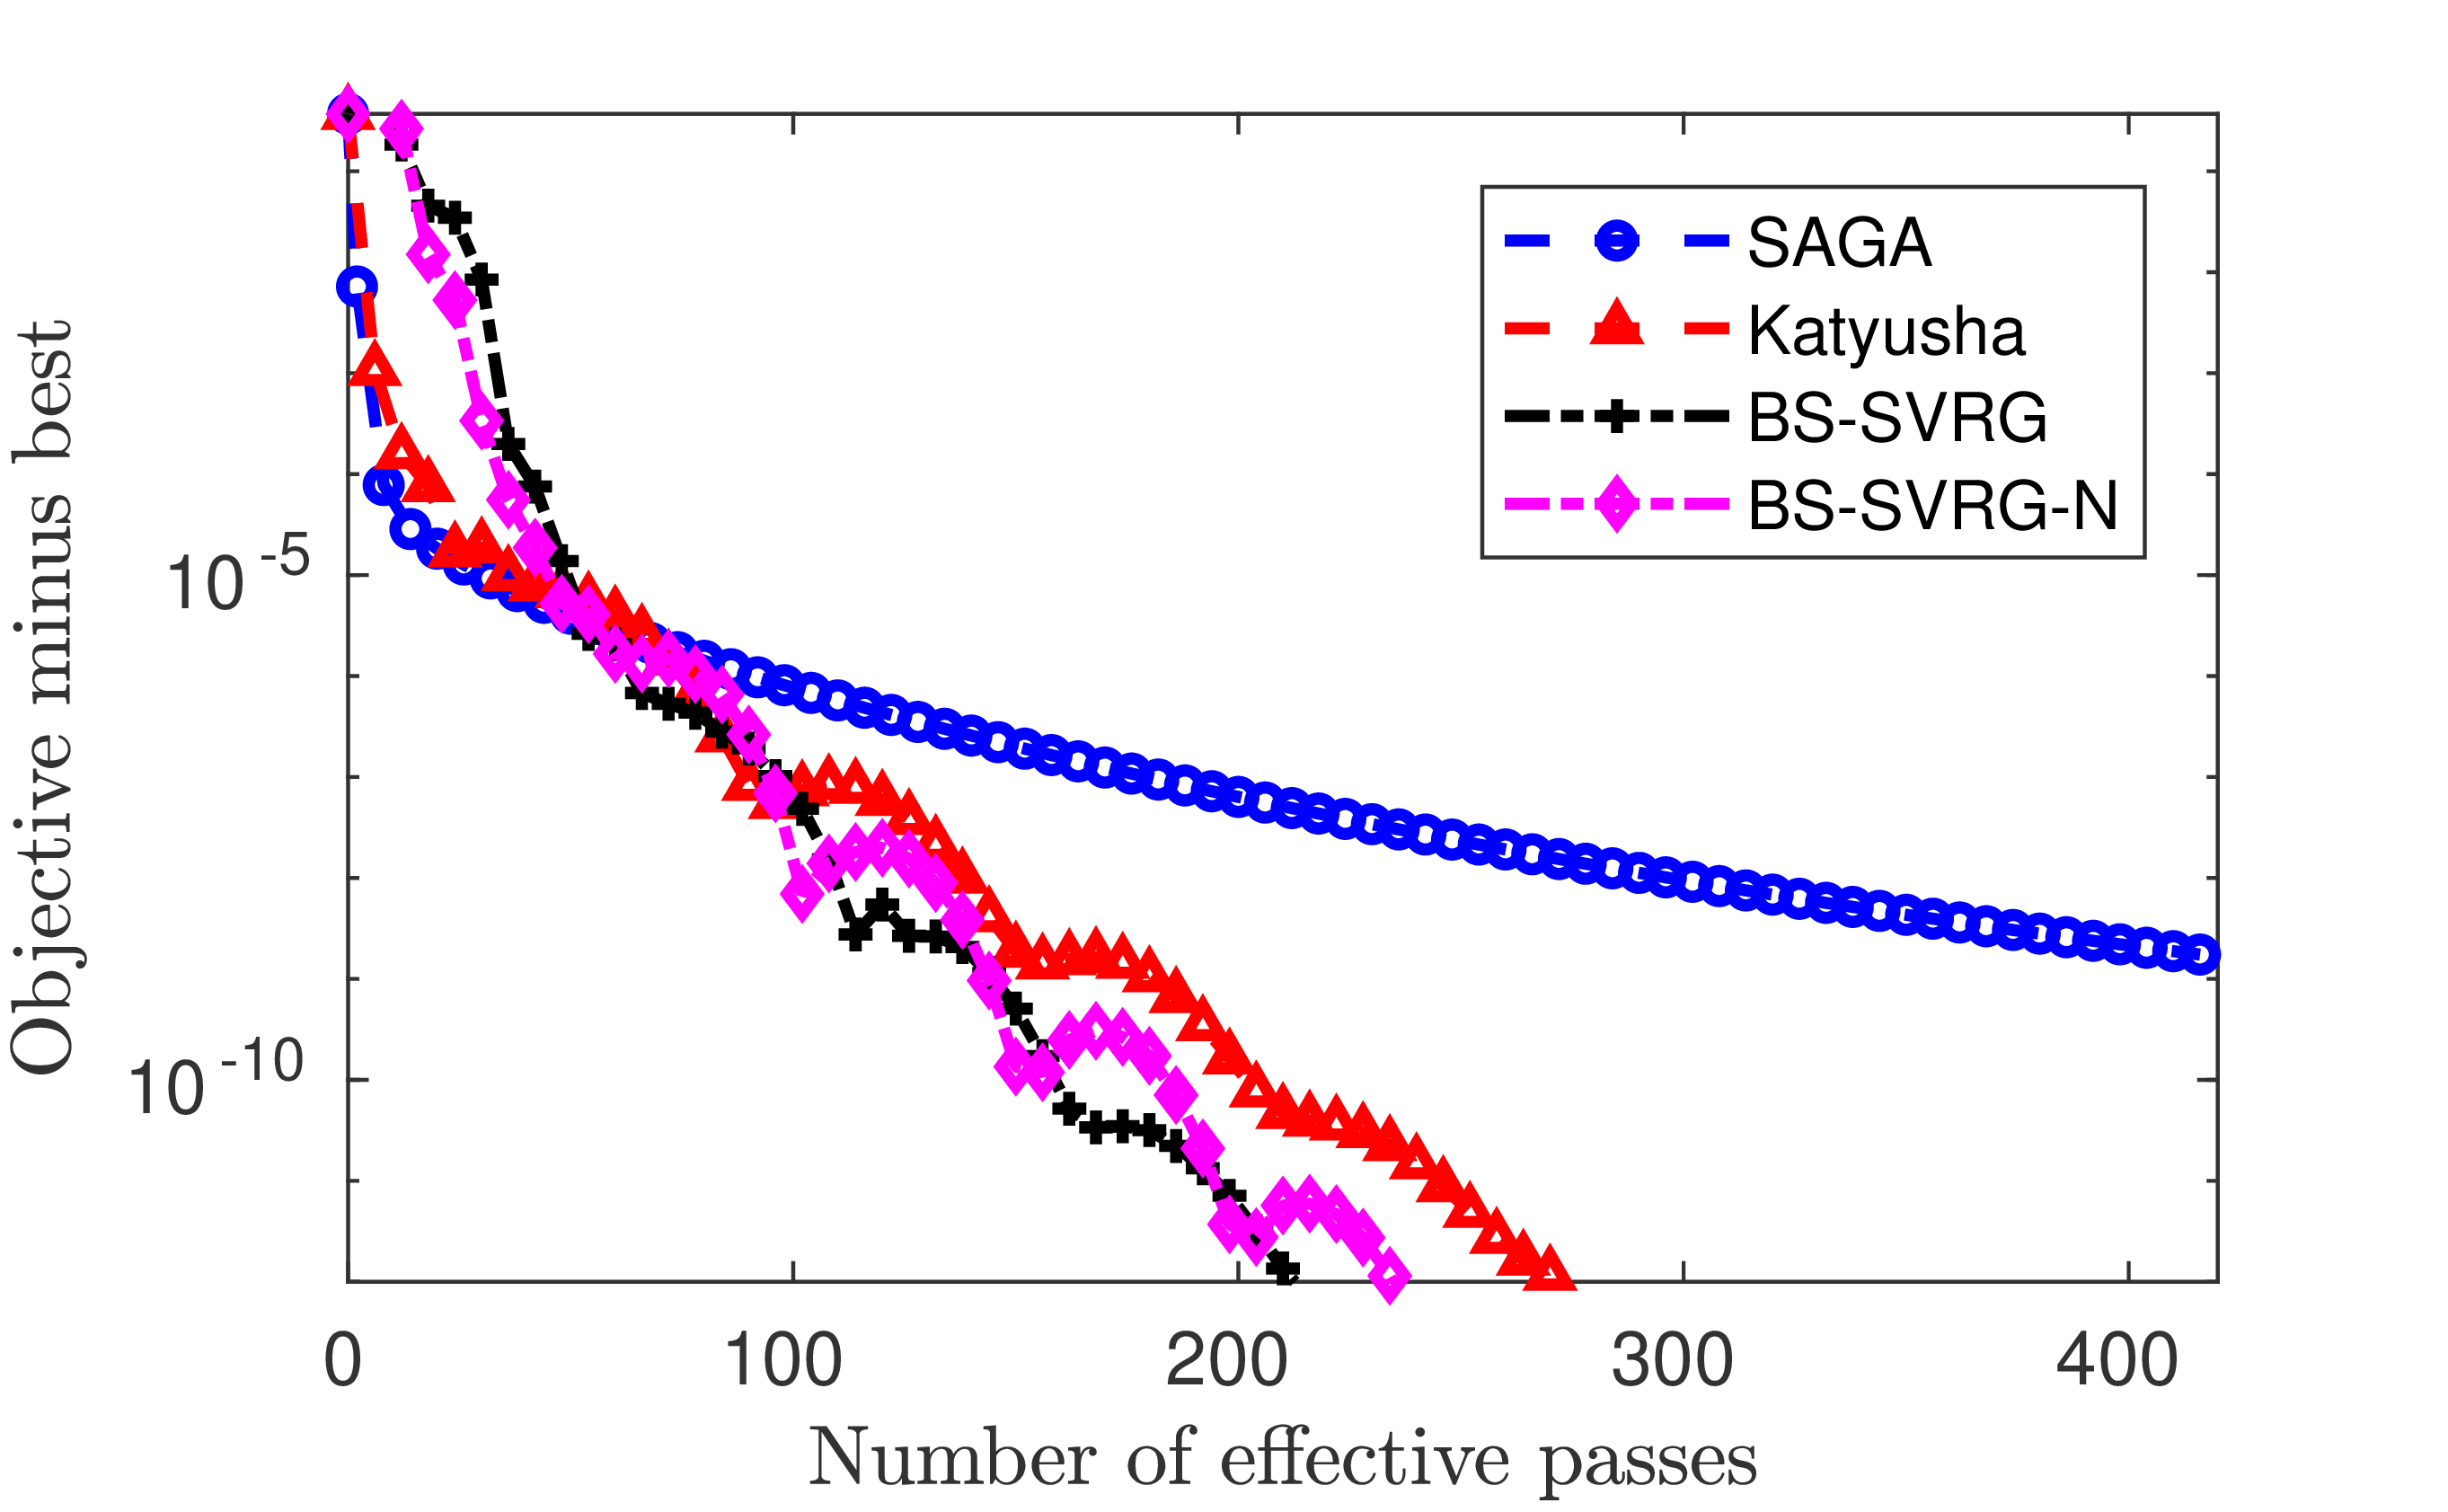 SAGA
Katyusha
BS-SVRG
BS-SVRG-N
Objective minus best
10^-5
10^-10
0 100 200 300 400
Number of effective passes